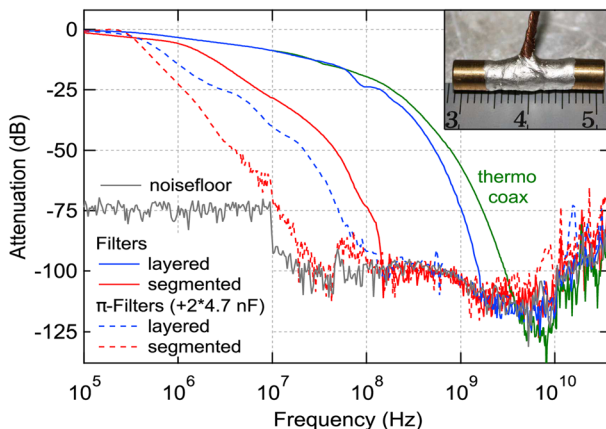 0
-25
-50
-75
-100
-125
Attenuation (dB)
3 4 5
thermo
coax
noisefloor
Filters
layered
segmented
π-Filters (+2*4.7 nF)
layered
segmented
10^5 10^6 10^7 10^8 10^9 10^10
Frequency (Hz)